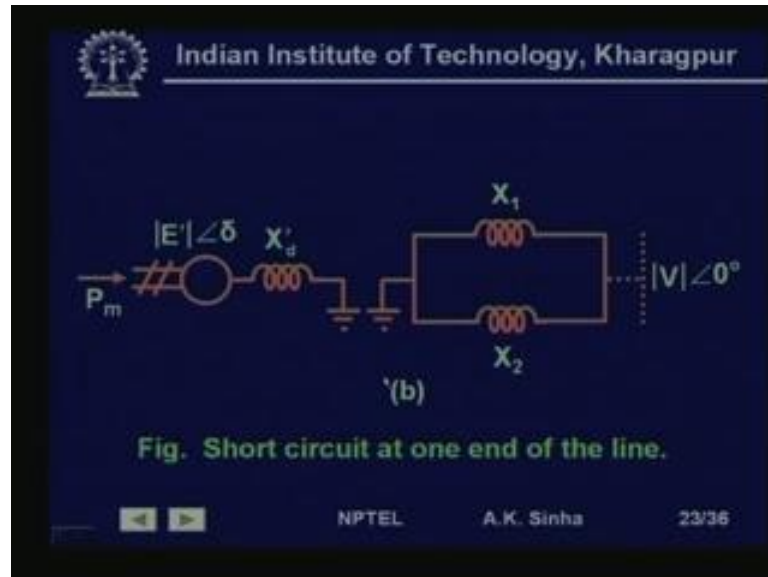 Indian Institute of Technology, Kharagpur
X₁
|E'|∠δ X'd
|V|∠0°
Pm
X₂
`(b)
Fig. Short circuit at one end of the line.
NPTEL A.K. Sinha 23/36